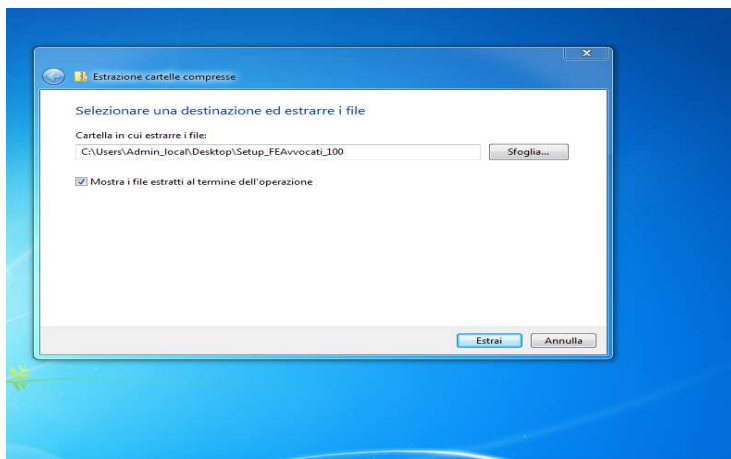 Estrazione cartelle compresse
Selezionare una destinazione ed estrarre i file
Cartella in cui estrarre i file:
C:\Users\Admin_local\Desktop\Setup_FEAvvocati_100
Sfoglia...
Mostra i file estratti al termine dell'operazione
Estrai
Annulla